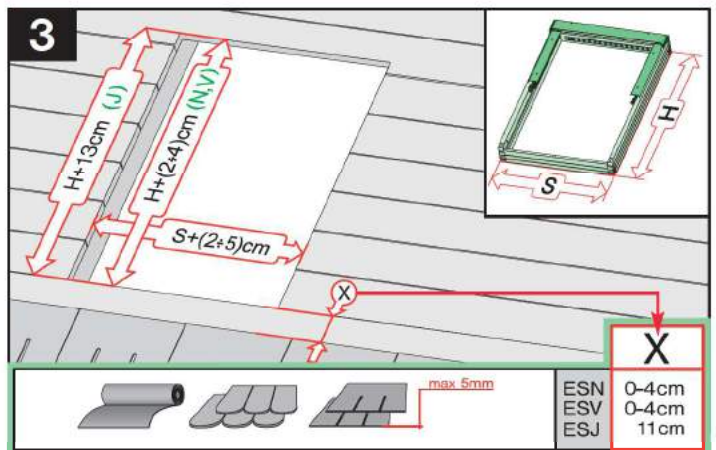 3
H+13cm (J)
H+(2÷4)cm (N,V)
S+(2÷5)cm
H
S
X
X
max 5mm
ESN 0-4cm
ESV 0-4cm
ESJ 11cm